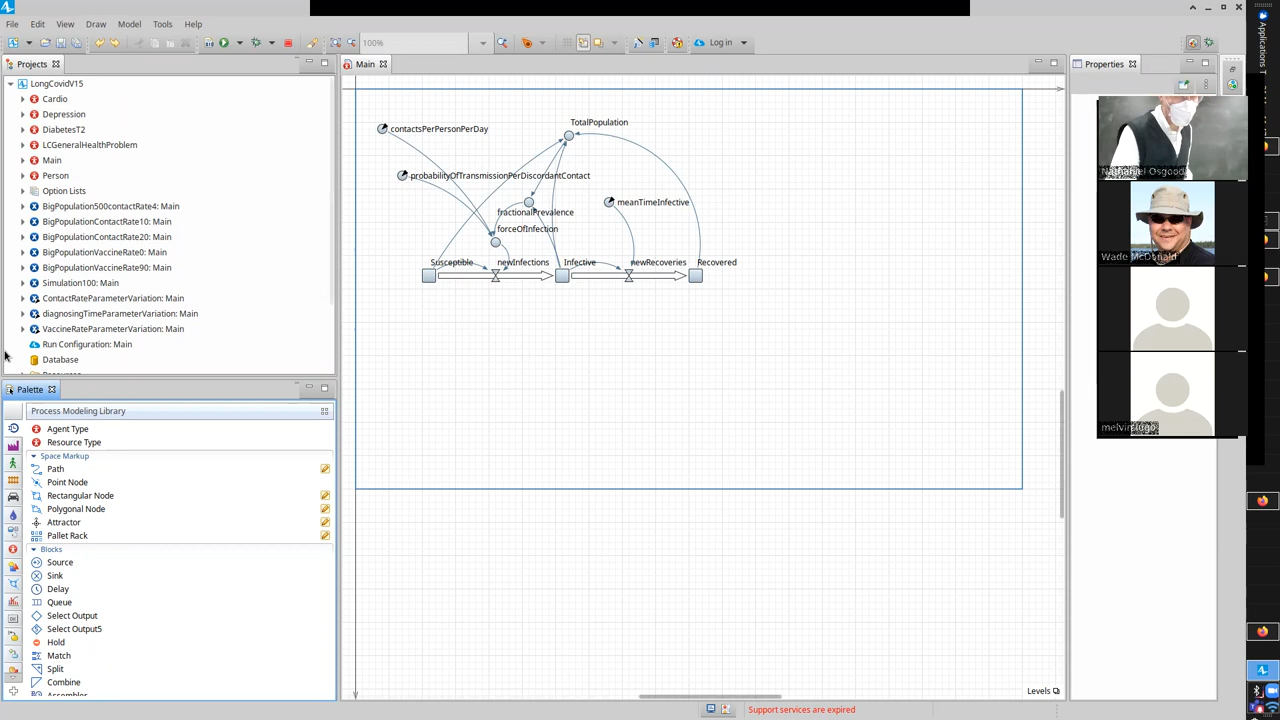 File Edit View Draw Model Tools Help
100% Log in
Projects
LongCovidV15
Cardio
Depression
DiabetesT2
LCGeneralHealthProblem
Main
Person
Option Lists
BigPopulation500contactRate4: Main
BigPopulationContactRate10: Main
BigPopulationContactRate20: Main
BigPopulationVaccineRate0: Main
BigPopulationVaccineRate90: Main
Simulation100: Main
ContactRateParameterVariation: Main
diagnosingTimeParameterVariation: Main
VaccineRateParameterVariation: Main
Run Configuration: Main
Database
Palette
Process Modeling Library
Agent Type
Resource Type
Space Markup
Path
Point Node
Rectangular Node
Polygonal Node
Attractor
Pallet Rack
Blocks
Source
Sink
Delay
Queue
Select Output
Select Output5
Hold
Match
Split
Combine
Assembler
Main
TotalPopulation
contactsPerPersonPerDay
probabilityOfTransmissionPerDiscordantContact
meanTimeInfective
fractionalPrevalence
forceOfInfection
Susceptible newInfections Infective newRecoveries Recovered
Levels
Support services are expired
Properties
Nathaniel Osgood
Wade McDonald
Applications